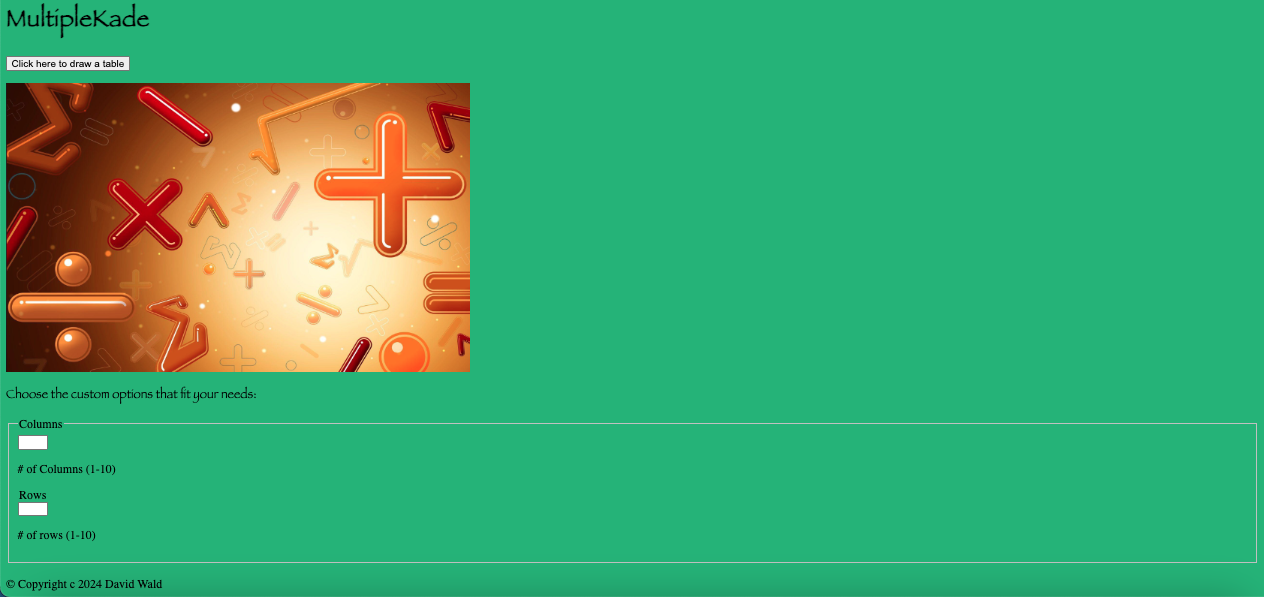 MultipleKade
Click here to draw a table
Choose the custom options that fit your needs:
Columns
# of Columns (1-10)
Rows
# of rows (1-10)
© Copyright c 2024 David Wald